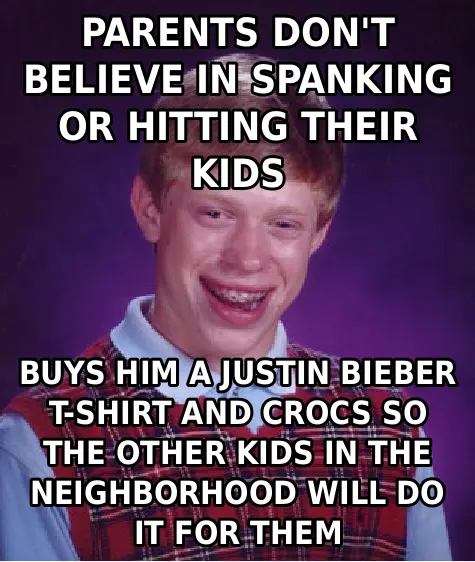 PARENTS DON'T
BELIEVE IN SPANKING
OR HITTING THEIR
KIDS
BUYS HIM A JUSTIN BIEBER
T-SHIRT AND CROCS SO
THE OTHER KIDS IN THE
NEIGHBORHOOD WILL DO
IT FOR THEM